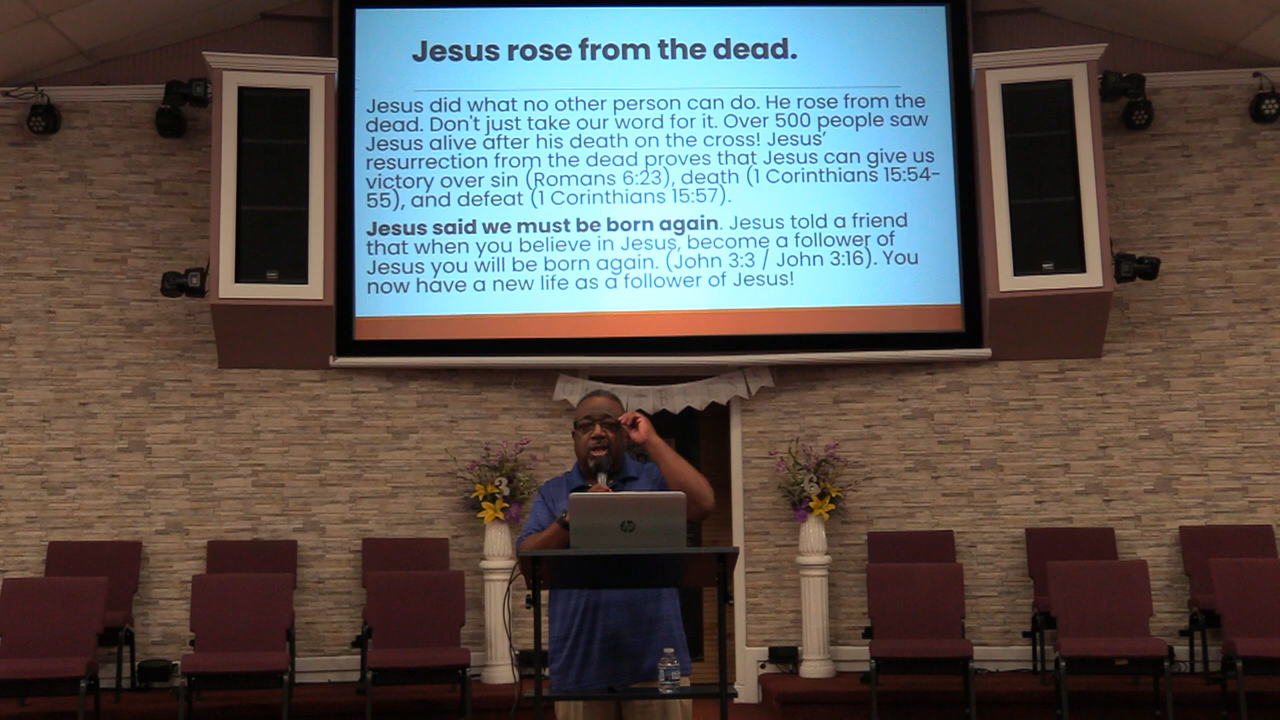 Jesus rose from the dead.
Jesus did what no other person can do. He rose from the
dead. Don't just take our word for it. Over 500 people saw
Jesus alive after his death on the cross! Jesus'
resurrection from the dead proves that Jesus can give us
victory over sin (Romans 6:23), death (1 Corinthians 15:54-
55), and defeat (1 Corinthians 15:57).
Jesus said we must be born again. Jesus told a friend
that when you believe in Jesus, become a follower of
Jesus you will be born again. (John 3:3 / John 3:16). You
now have a new life as a follower of Jesus!
hp